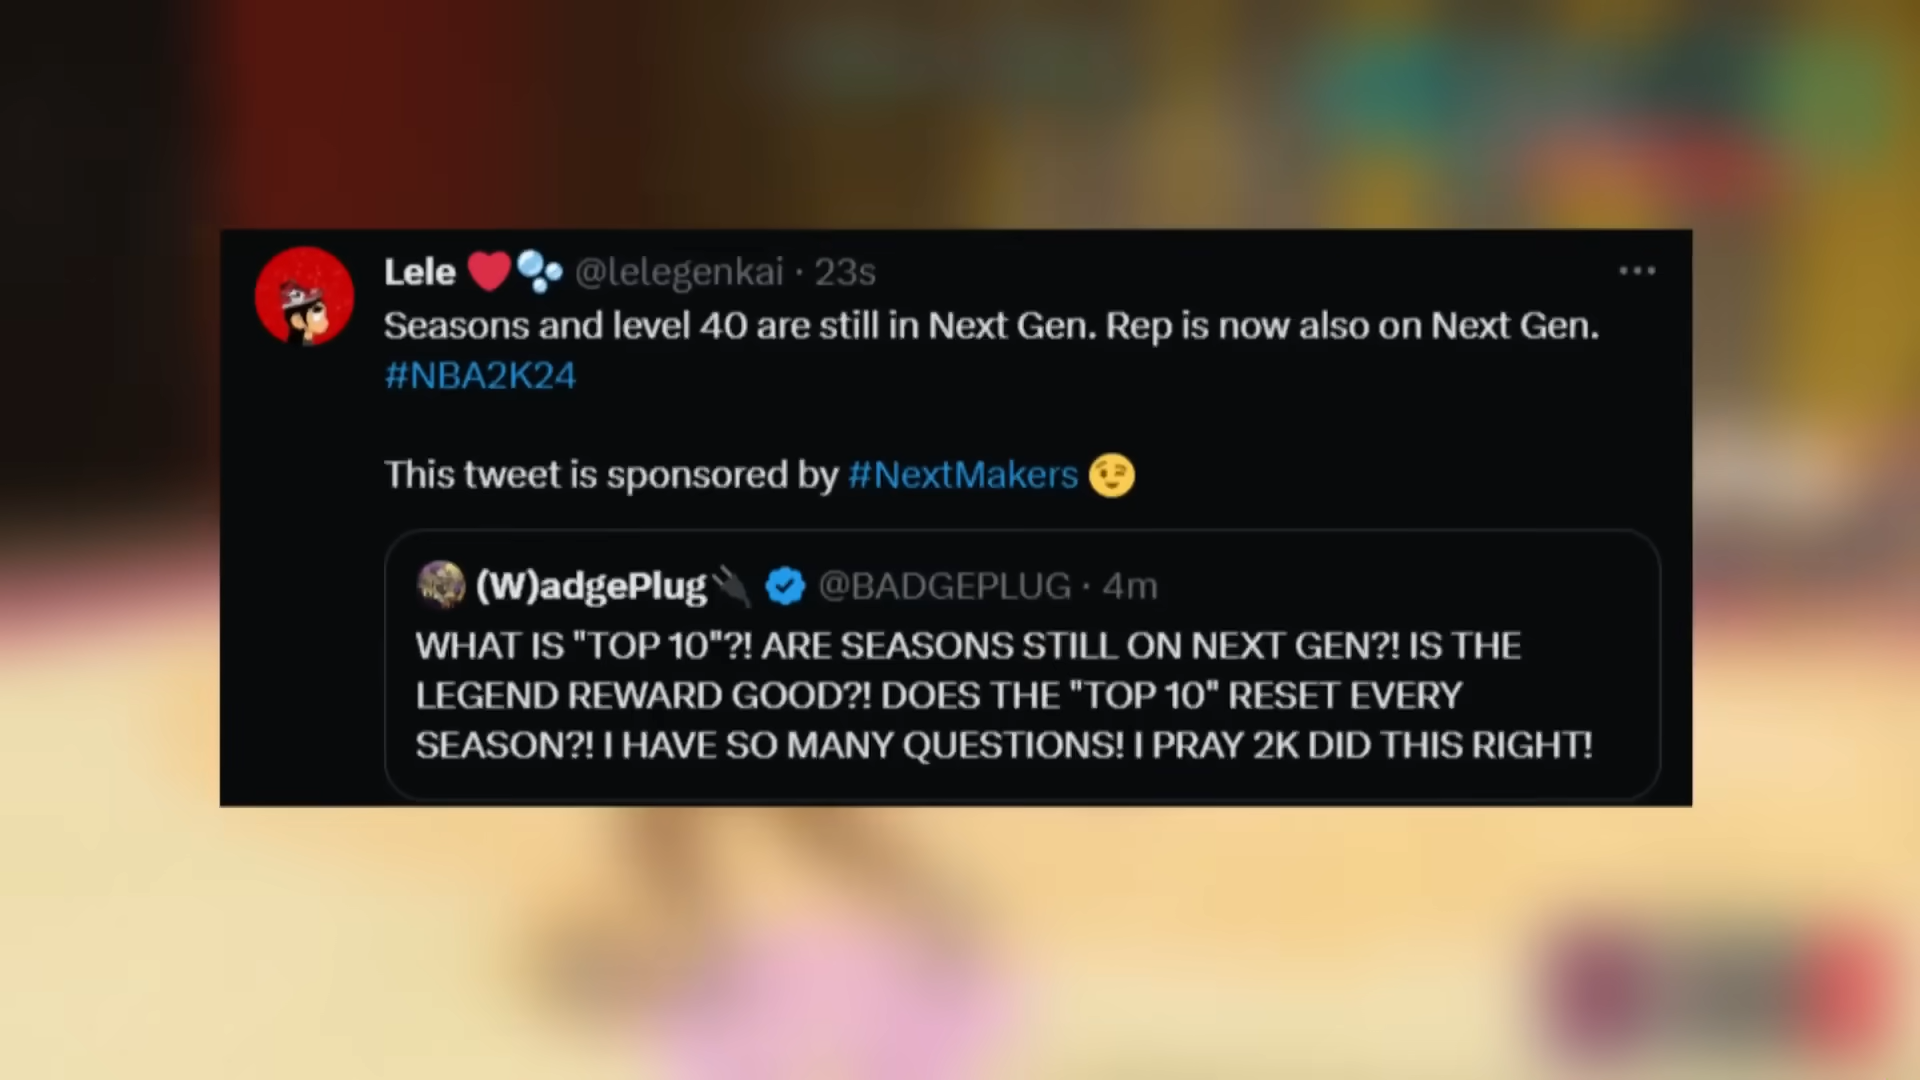 Lele ❤️🫧 @lelegenkai · 23s
Seasons and level 40 are still in Next Gen. Rep is now also on Next Gen.
#NBA2K24
This tweet is sponsored by #NextMakers 😉
(W)adgePlug🔌 @BADGEPLUG · 4m
WHAT IS "TOP 10"?! ARE SEASONS STILL ON NEXT GEN?! IS THE
LEGEND REWARD GOOD?! DOES THE "TOP 10" RESET EVERY
SEASON?! I HAVE SO MANY QUESTIONS! I PRAY 2K DID THIS RIGHT!